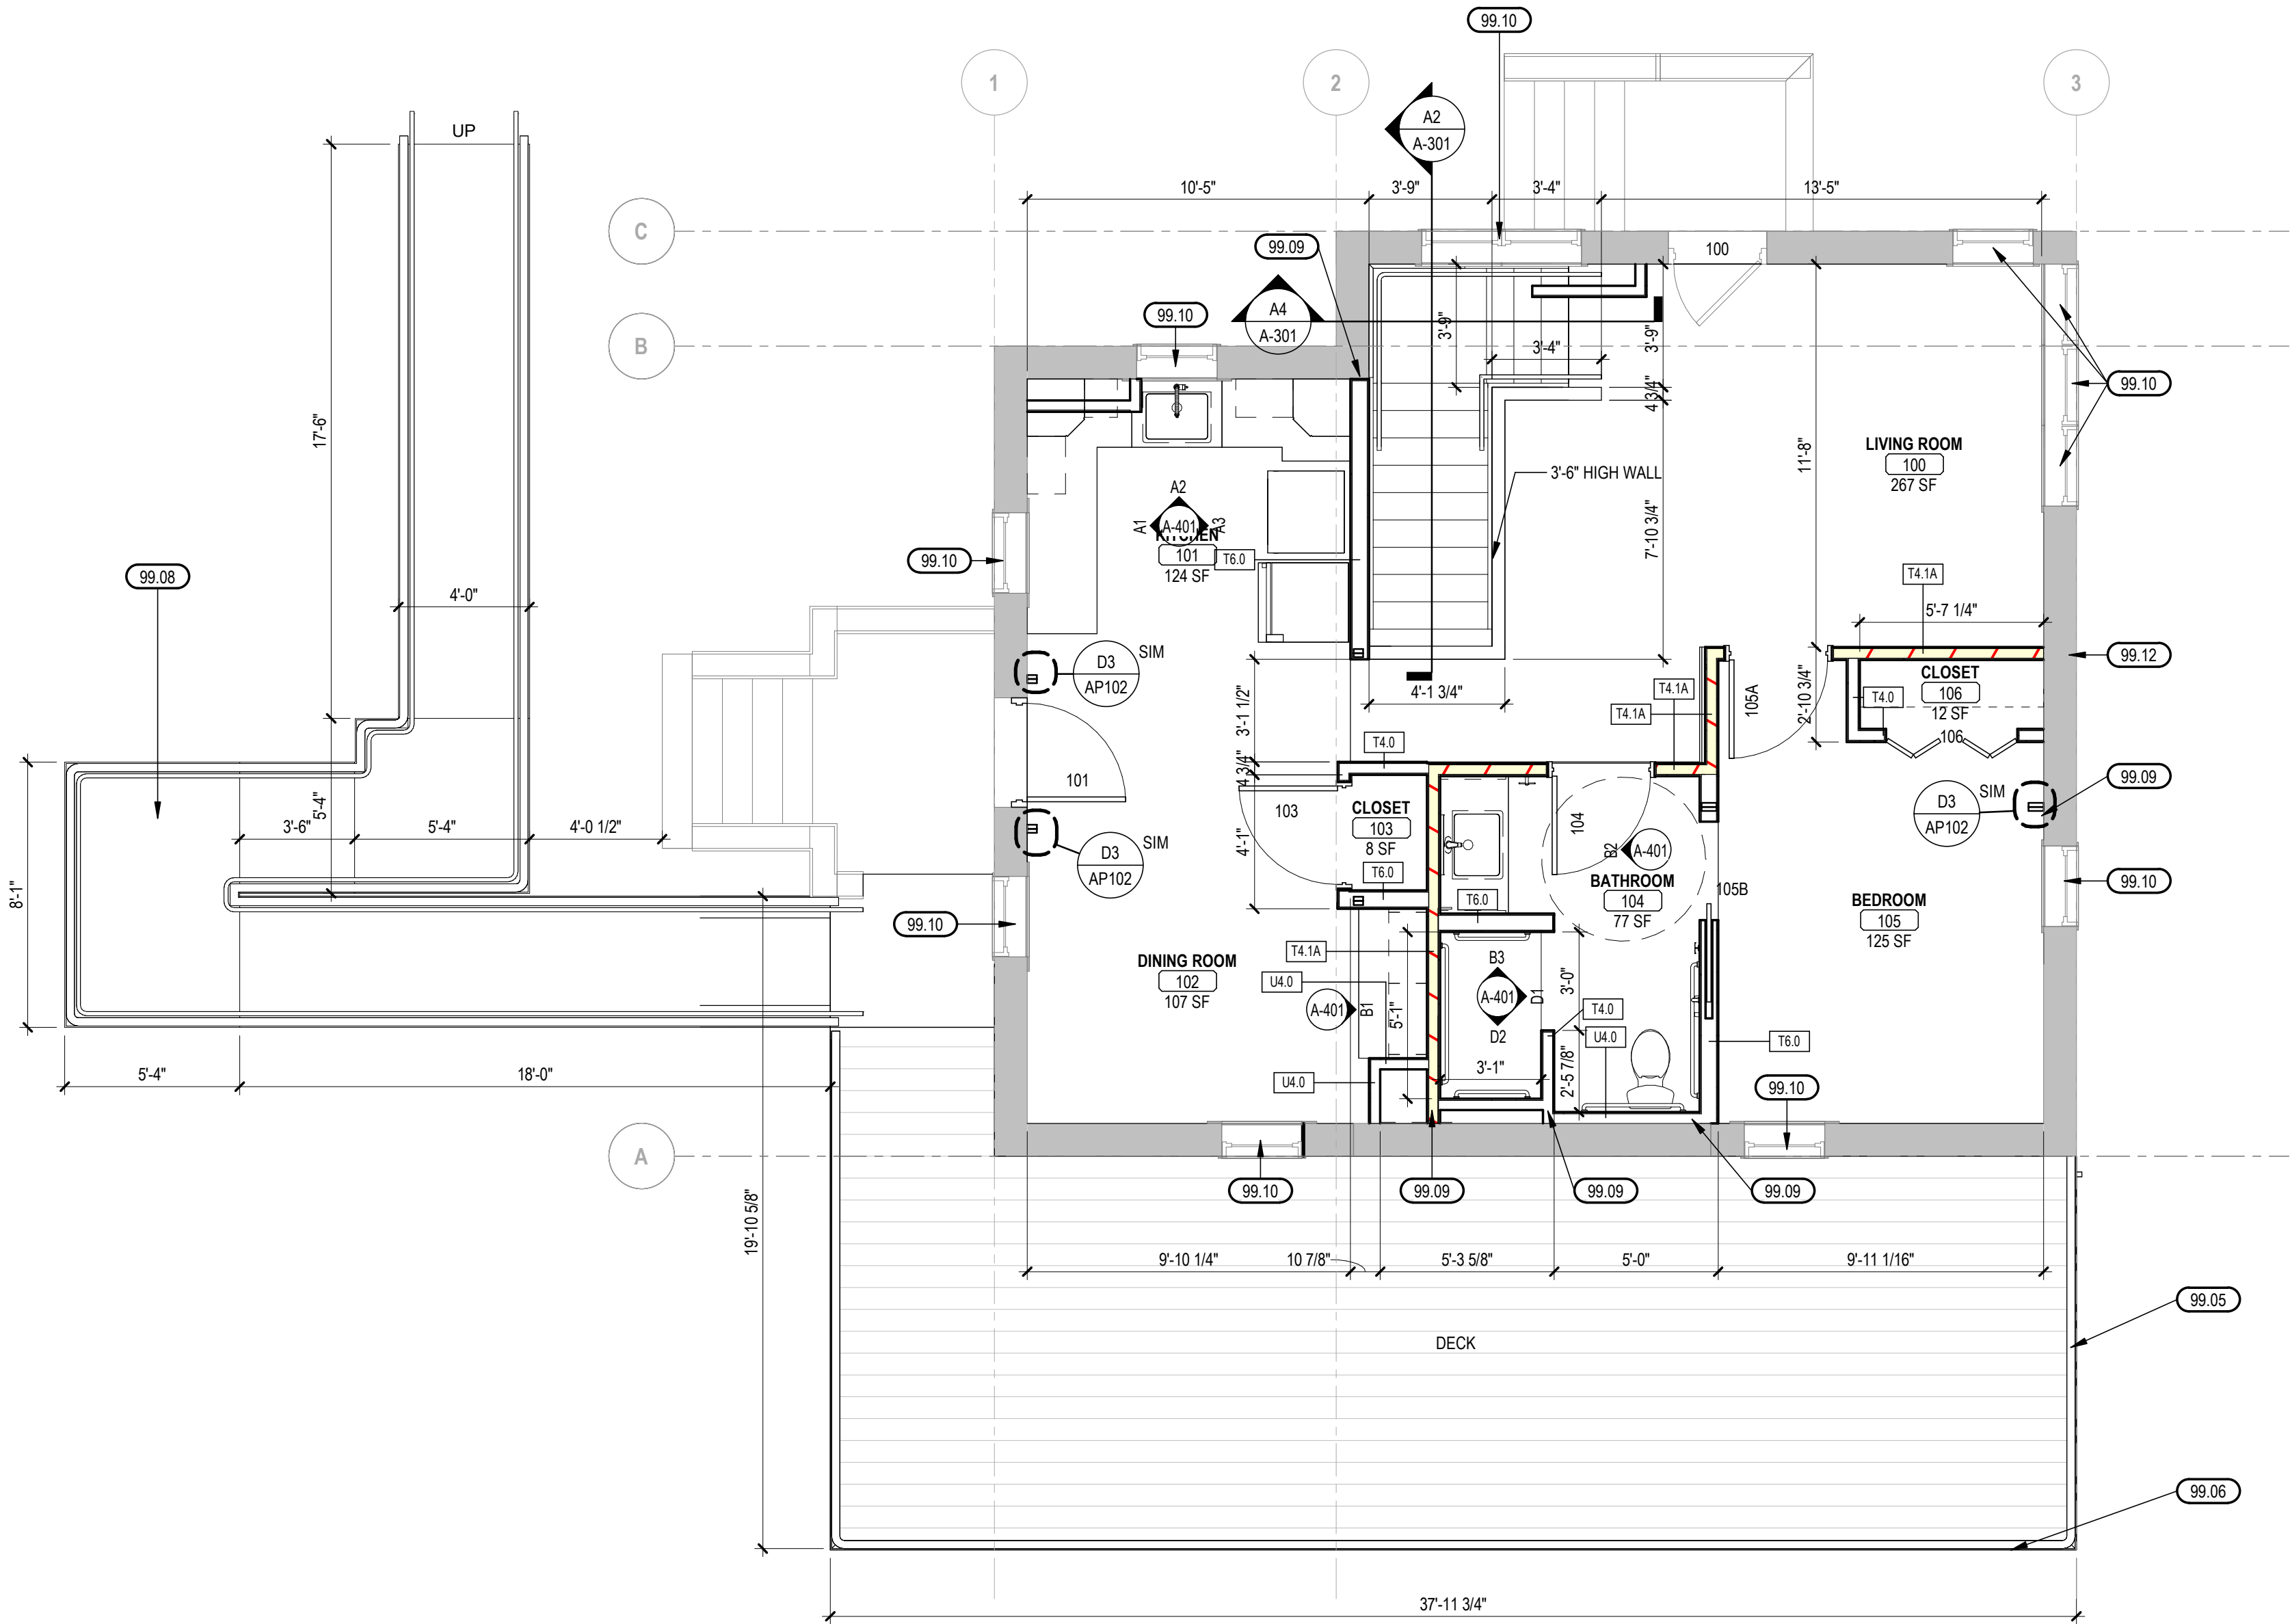 99.10
1
2
3
A2
A-301
UP
10'-5"
3'-9"
3'-4"
13'-5"
C
99.09
100
A4
A-301
99.10
B
3'-9"
3'-9"
3'-4"
4 3/4"
99.10
17'-6"
LIVING ROOM
100
267 SF
11'-8"
3'-6" HIGH WALL
A2
A1
A-401
A3
KITCHEN
101
124 SF
T6.0
7'-10 3/4"
99.10
99.08
4'-0"
T4.1A
5'-7 1/4"
D3
AP102
SIM
99.12
CLOSET
106
12 SF
T4.0
2'-10 3/4"
106
105A
T4.1A
T4.1A
4'-1 3/4"
3'-1 1/2"
T4.0
4 3/4"
101
103
CLOSET
103
8 SF
4'-1"
T6.0
104
99.09
D3
AP102
SIM
3'-6"
5'-4"
5'-4"
4'-0 1/2"
8'-1"
D3
AP102
SIM
B2
A-401
BATHROOM
104
77 SF
105B
99.10
BEDROOM
105
125 SF
T6.0
99.10
T4.1A
DINING ROOM
102
107 SF
U4.0
A-401
B1
5'-1"
B3
A-401
D1
D2
3'-0"
T4.0
U4.0
T6.0
3'-1"
2'-5 7/8"
U4.0
5'-4"
18'-0"
99.10
A
99.10
99.09
99.09
99.09
19'-10 5/8"
9'-10 1/4"
10 7/8"
5'-3 5/8"
5'-0"
9'-11 1/16"
99.05
DECK
99.06
37'-11 3/4"